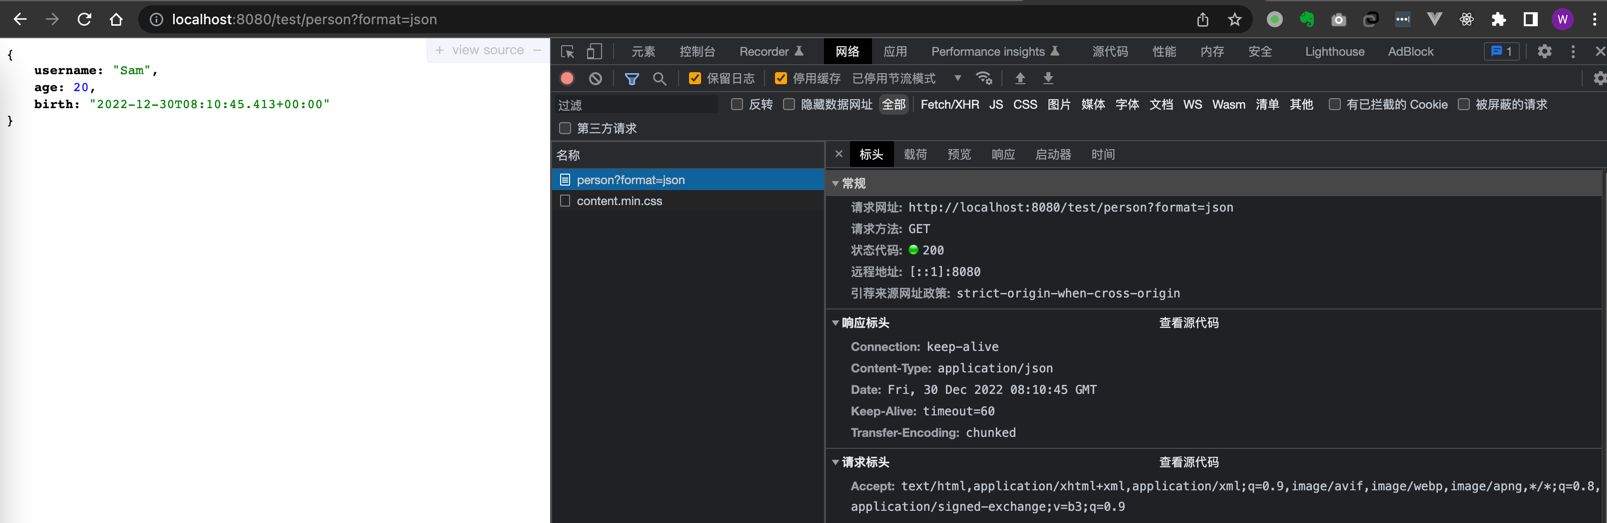 localhost:8080/test/person?format=json
W
+ view source −
{
username: "Sam",
age: 20,
birth: "2022-12-30T08:10:45.413+00:00"
}
元素 控制台 Recorder 网络 应用 Performance insights 源代码 性能 内存 安全 Lighthouse AdBlock 1
保留日志 停用缓存 已停用节流模式
过滤 反转 隐藏数据网址 全部 Fetch/XHR JS CSS 图片 媒体 字体 文档 WS Wasm 清单 其他 有已拦截的 Cookie 被屏蔽的请求
第三方请求
名称
person?format=json
content.min.css
× 标头 载荷 预览 响应 启动器 时间
常规
请求网址: http://localhost:8080/test/person?format=json
请求方法: GET
状态代码: 200
远程地址: [::1]:8080
引荐来源网址政策: strict-origin-when-cross-origin
响应标头 查看源代码
Connection: keep-alive
Content-Type: application/json
Date: Fri, 30 Dec 2022 08:10:45 GMT
Keep-Alive: timeout=60
Transfer-Encoding: chunked
请求标头 查看源代码
Accept: text/html,application/xhtml+xml,application/xml;q=0.9,image/avif,image/webp,image/apng,*/*;q=0.8,
application/signed-exchange;v=b3;q=0.9